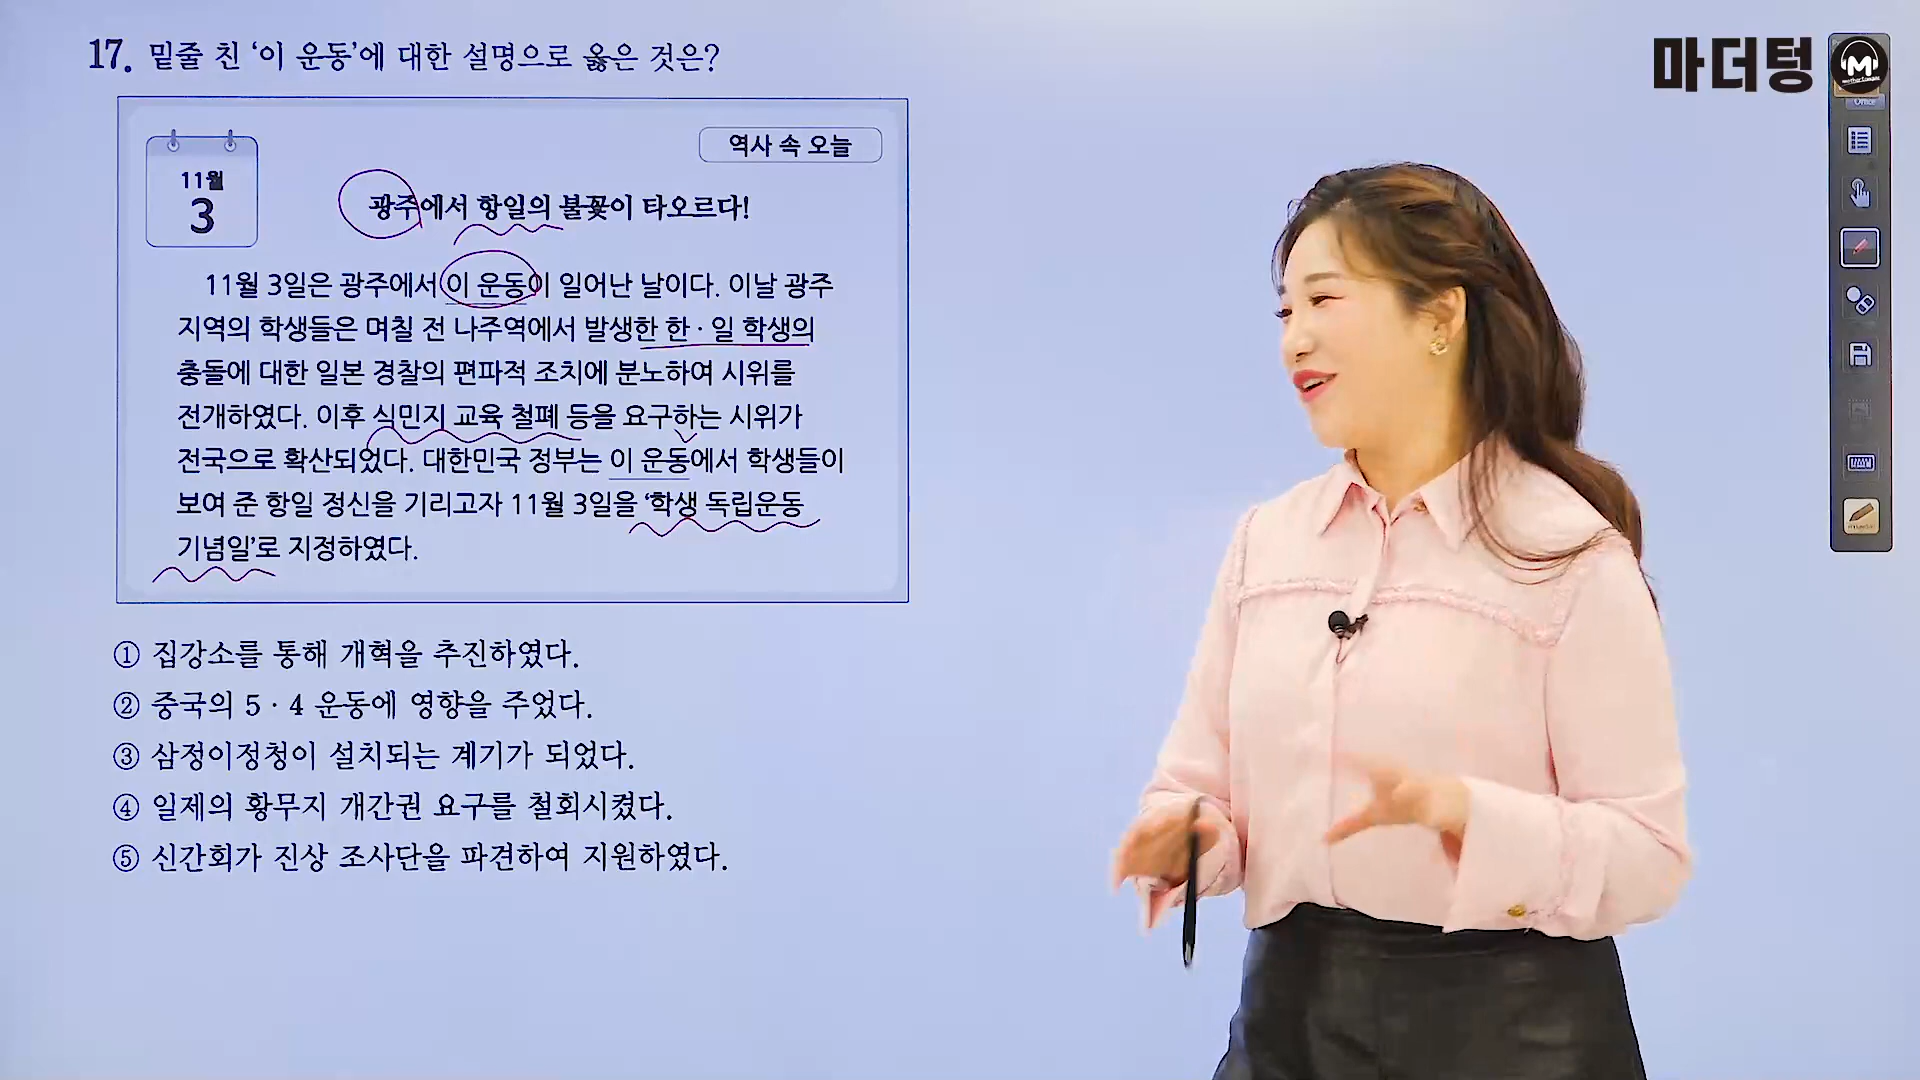 17. 밑줄 친 ‘이 운동’에 대한 설명으로 옳은 것은?
마더텅
역사 속 오늘
11월
3
광주에서 항일의 불꽃이 타오르다!
11월 3일은 광주에서 이 운동이 일어난 날이다. 이날 광주
지역의 학생들은 며칠 전 나주역에서 발생한 한·일 학생의
충돌에 대한 일본 경찰의 편파적 조치에 분노하여 시위를
전개하였다. 이후 식민지 교육 철폐 등을 요구하는 시위가
전국으로 확산되었다. 대한민국 정부는 이 운동에서 학생들이
보여 준 항일 정신을 기리고자 11월 3일을 ‘학생 독립운동
기념일’로 지정하였다.
① 집강소를 통해 개혁을 추진하였다.
② 중국의 5·4 운동에 영향을 주었다.
③ 삼정이정청이 설치되는 계기가 되었다.
④ 일제의 황무지 개간권 요구를 철회시켰다.
⑤ 신간회가 진상 조사단을 파견하여 지원하였다.